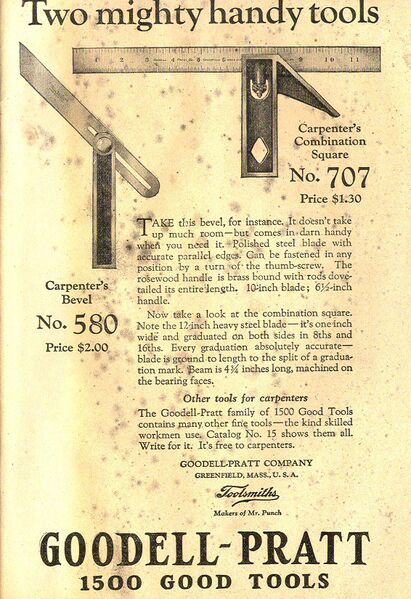 Two mighty handy tools
1 2 3 4 5 6 9 10 11
Carpenter's
Combination
Square
No. 707
Price $1.30
TAKE this bevel, for instance. It doesn't take
up much room—but comes in darn handy
when you need it. Polished steel blade with
accurate parallel edges. Can be fastened in any
position by a turn of the thumb-screw. The
rosewood handle is brass bound with rods dove-
tailed its entire length. 10-inch blade; 6½-inch
handle.
Carpenter's
Bevel
No. 580
Price $2.00
Now take a look at the combination square.
Note the 12-inch heavy steel blade—it's one inch
wide and graduated on both sides in 8ths and
16ths. Every graduation absolutely accurate—
blade is ground to length to the split of a gradua-
tion mark. Beam is 4¾ inches long, machined on
the bearing faces.
Other tools for carpenters
The Goodell-Pratt family of 1500 Good Tools
contains many other fine tools—the kind skilled
workmen use. Catalog No. 15 shows them all.
Write for it. It's free to carpenters.
GOODELL-PRATT COMPANY
GREENFIELD, MASS., U. S. A.
Toolsmiths
Makers of Mr. Punch
GOODELL-PRATT
1500 GOOD TOOLS